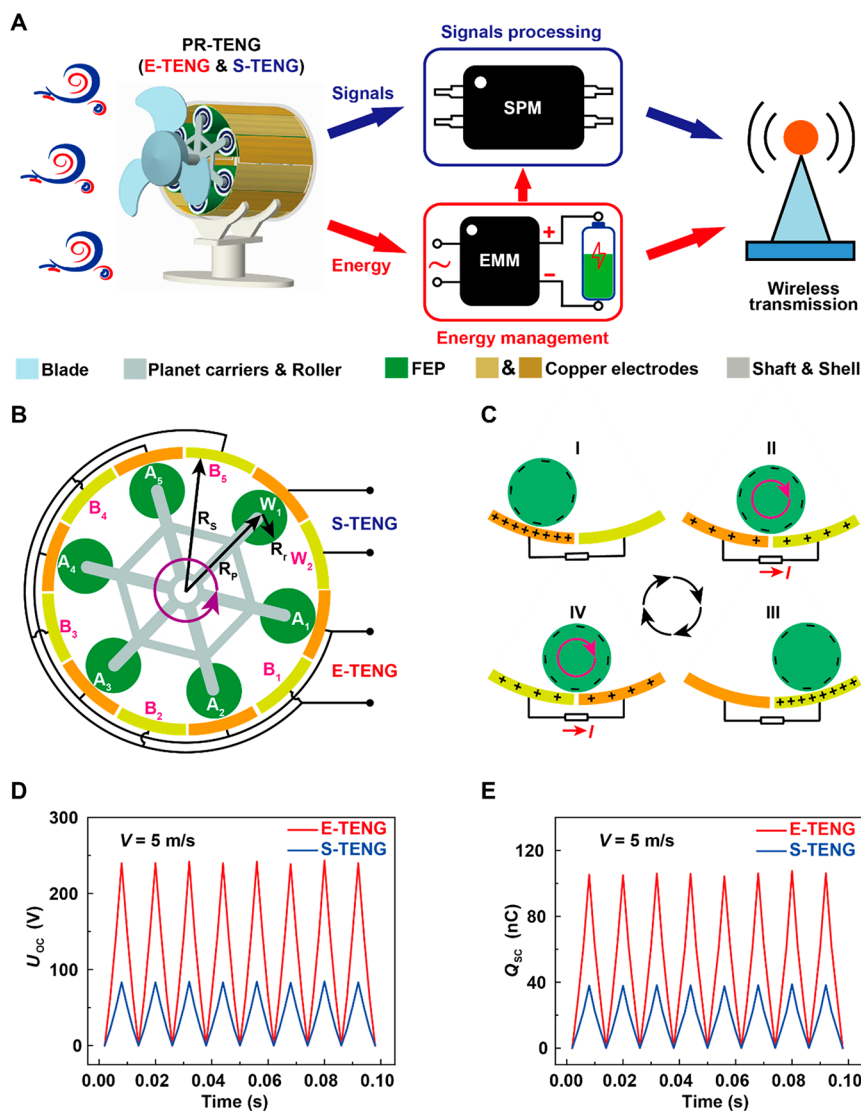 A
PR-TENG
(E-TENG & S-TENG)
Signals
Energy
Signals processing
SPM
EMM
+
−
~
Energy management
Wireless
transmission
Blade
Planet carriers & Roller
FEP
&
Copper electrodes
Shaft & Shell
B
A5
B5
W1
B4
RS
Rr
W2
RP
A4
B3
A1
A3
A2
B1
B2
S-TENG
E-TENG
C
I
II
I
IV
III
I
D
V = 5 m/s
E-TENG
S-TENG
300
200
100
0
UOC (V)
0.00 0.02 0.04 0.06 0.08 0.10
Time (s)
E
V = 5 m/s
E-TENG
S-TENG
120
80
40
0
QSC (nC)
0.00 0.02 0.04 0.06 0.08 0.10
Time (s)